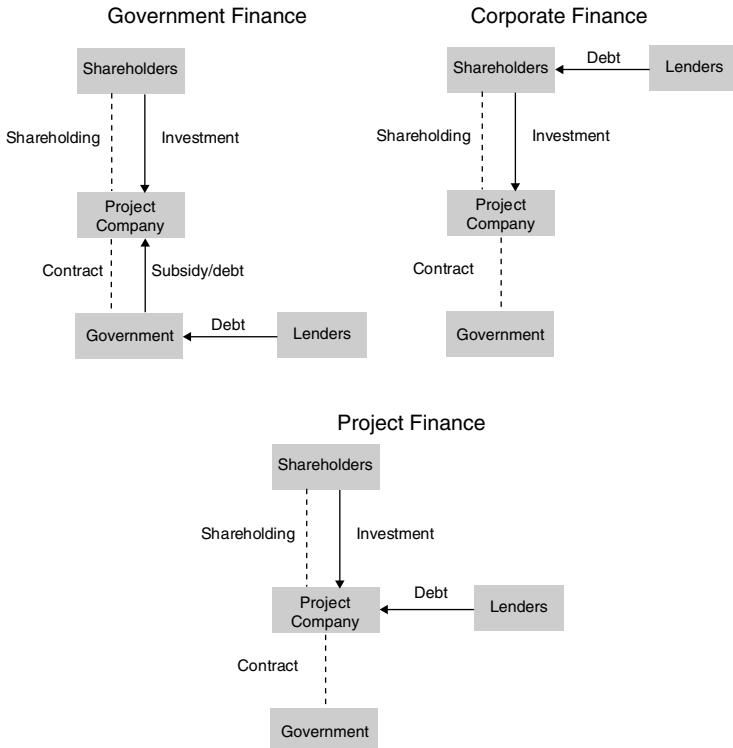 Government Finance
Shareholders
Shareholding
Investment
Project
Company
Contract
Subsidy/debt
Government
Debt
Lenders
Corporate Finance
Shareholders
Debt
Lenders
Shareholding
Investment
Project
Company
Contract
Government
Project Finance
Shareholders
Shareholding
Investment
Project
Company
Debt
Lenders
Contract
Government